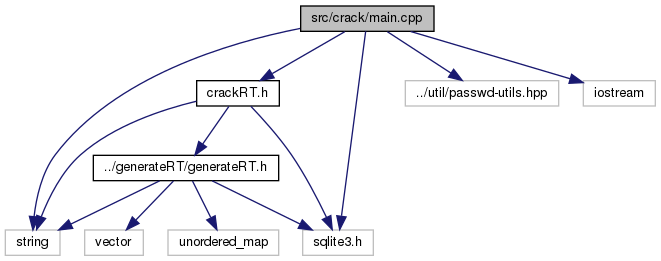 src/crack/main.cpp
crackRT.h
../util/passwd-utils.hpp
iostream
../generateRT/generateRT.h
string
vector
unordered_map
sqlite3.h